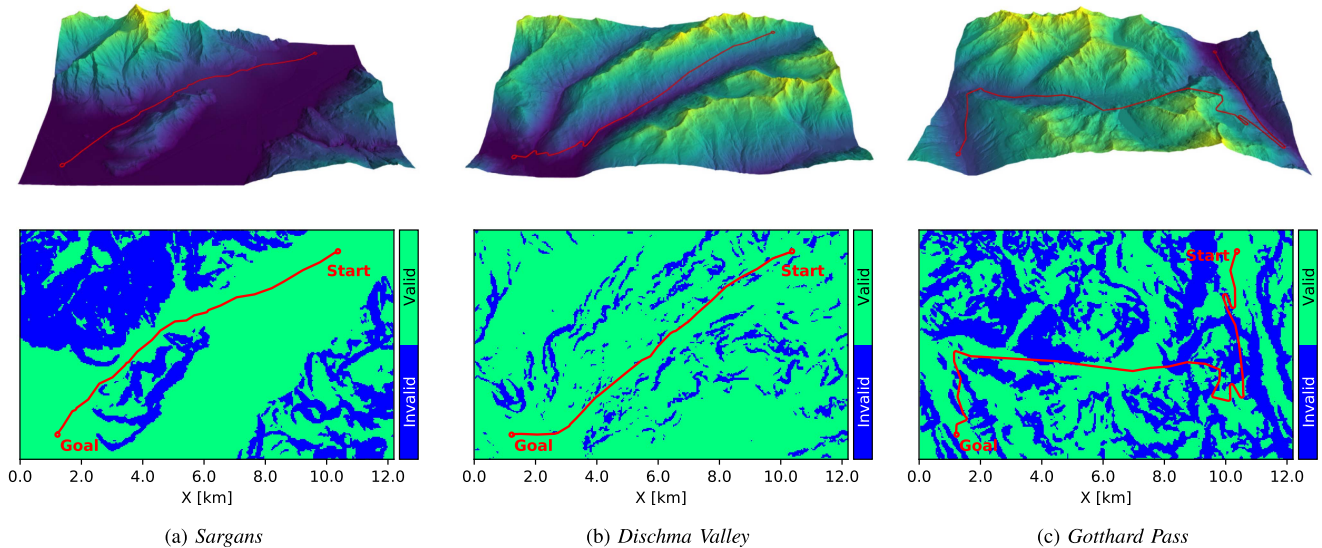 Start
Goal
Valid
Invalid
0.0 2.0 4.0 6.0 8.0 10.0 12.0
X [km]
(a) Sargans
Start
Goal
Valid
Invalid
0.0 2.0 4.0 6.0 8.0 10.0 12.0
X [km]
(b) Dischma Valley
Start
Goal
Valid
Invalid
0.0 2.0 4.0 6.0 8.0 10.0 12.0
X [km]
(c) Gotthard Pass